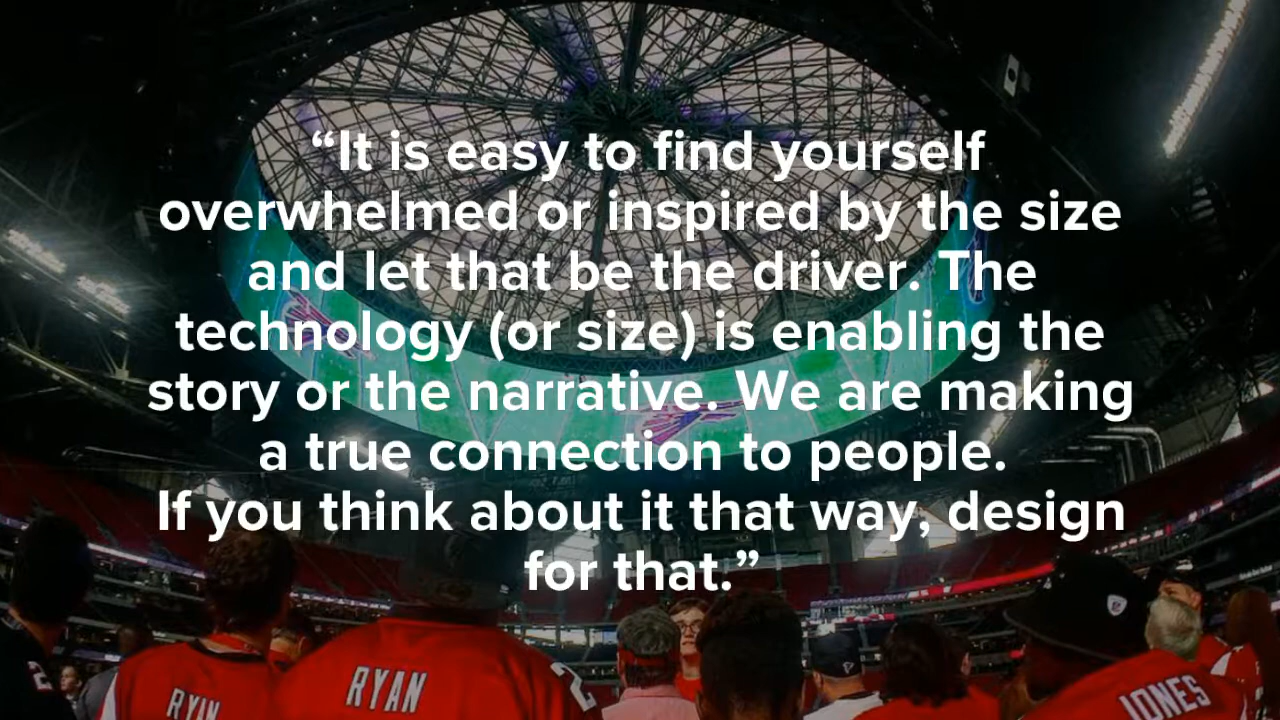 “It is easy to find yourself
overwhelmed or inspired by the size
and let that be the driver. The
technology (or size) is enabling the
story or the narrative. We are making
a true connection to people.
If you think about it that way, design
for that.”
RYAN
RYAN
JONES
2
2